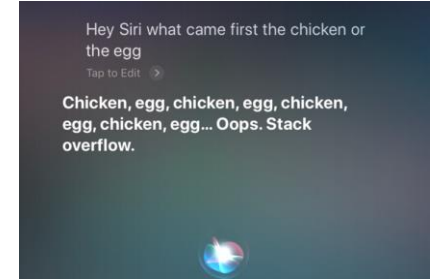 Hey Siri what came first the chicken or
the egg
Tap to Edit
Chicken, egg, chicken, egg, chicken,
egg, chicken, egg... Oops. Stack
overflow.